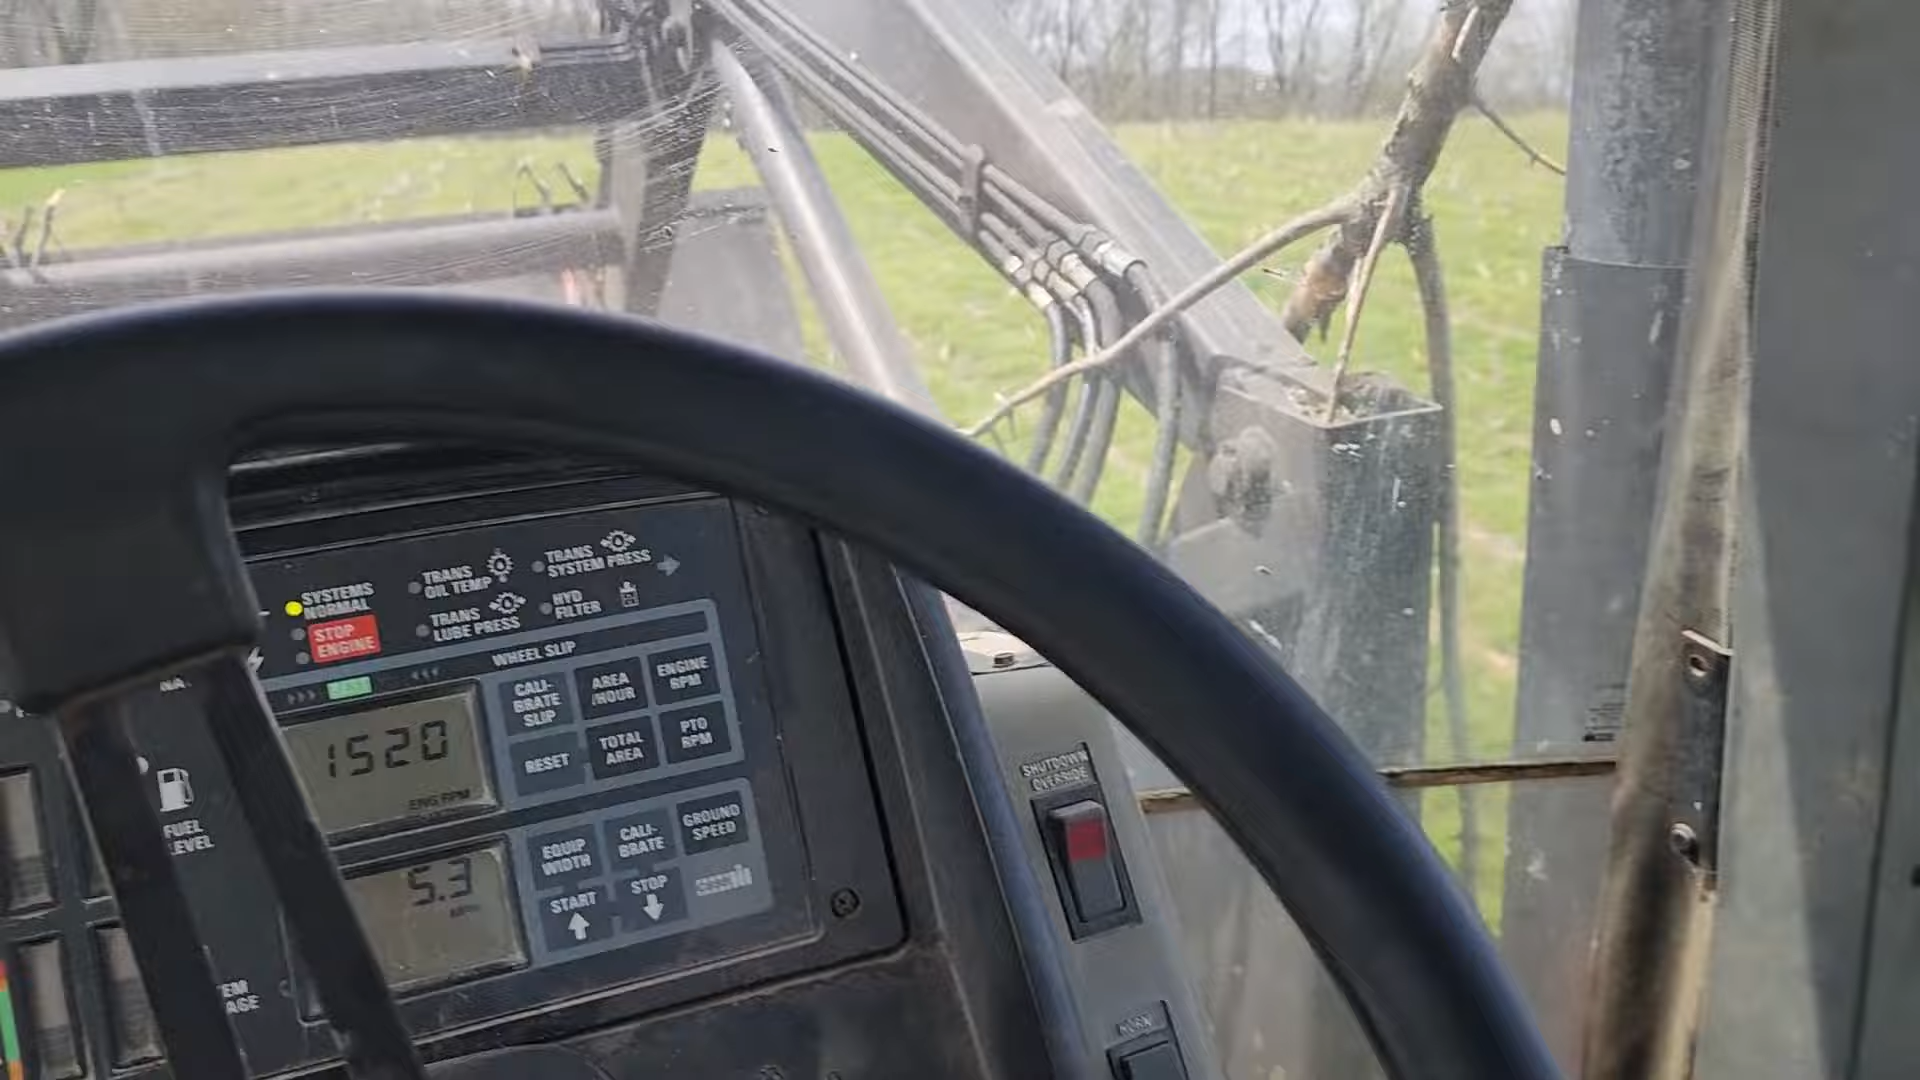 SYSTEMS
NORMAL
STOP
ENGINE
TRANS
OIL TEMP
TRANS
SYSTEM PRESS
TRANS
LUBE PRESS
HYD
FILTER
WHEEL SLIP
CALI-
BRATE
SLIP
AREA
/HOUR
ENGINE
RPM
RESET
TOTAL
AREA
PTO
RPM
1520
ENG RPM
5.3
MPH
EQUIP
WIDTH
CALI-
BRATE
GROUND
SPEED
START
STOP
FUEL
LEVEL
SHUTDOWN
OVERRIDE
HORN